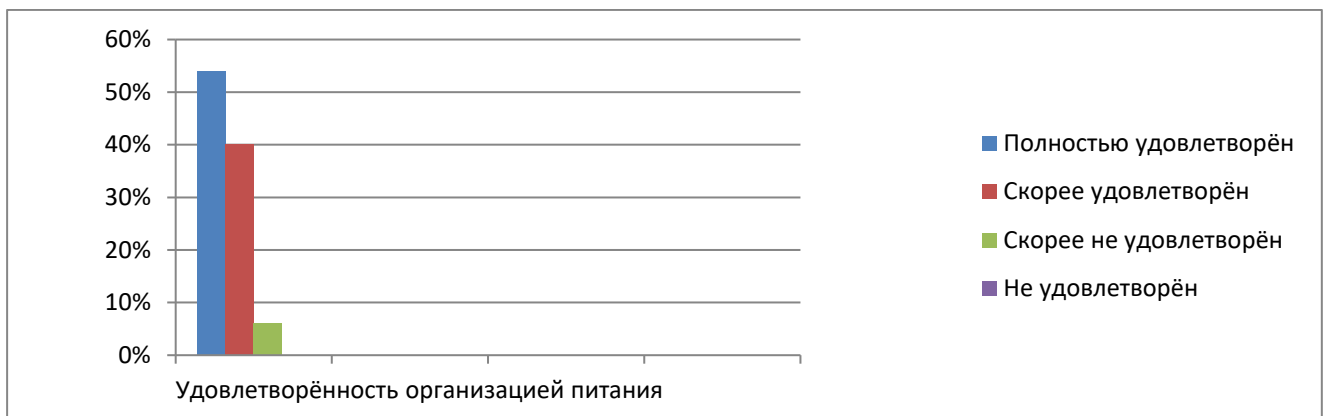 60%
50%
40%
30%
20%
10%
0%
Удовлетворённость организацией питания
Полностью удовлетворён
Скорее удовлетворён
Скорее не удовлетворён
Не удовлетворён